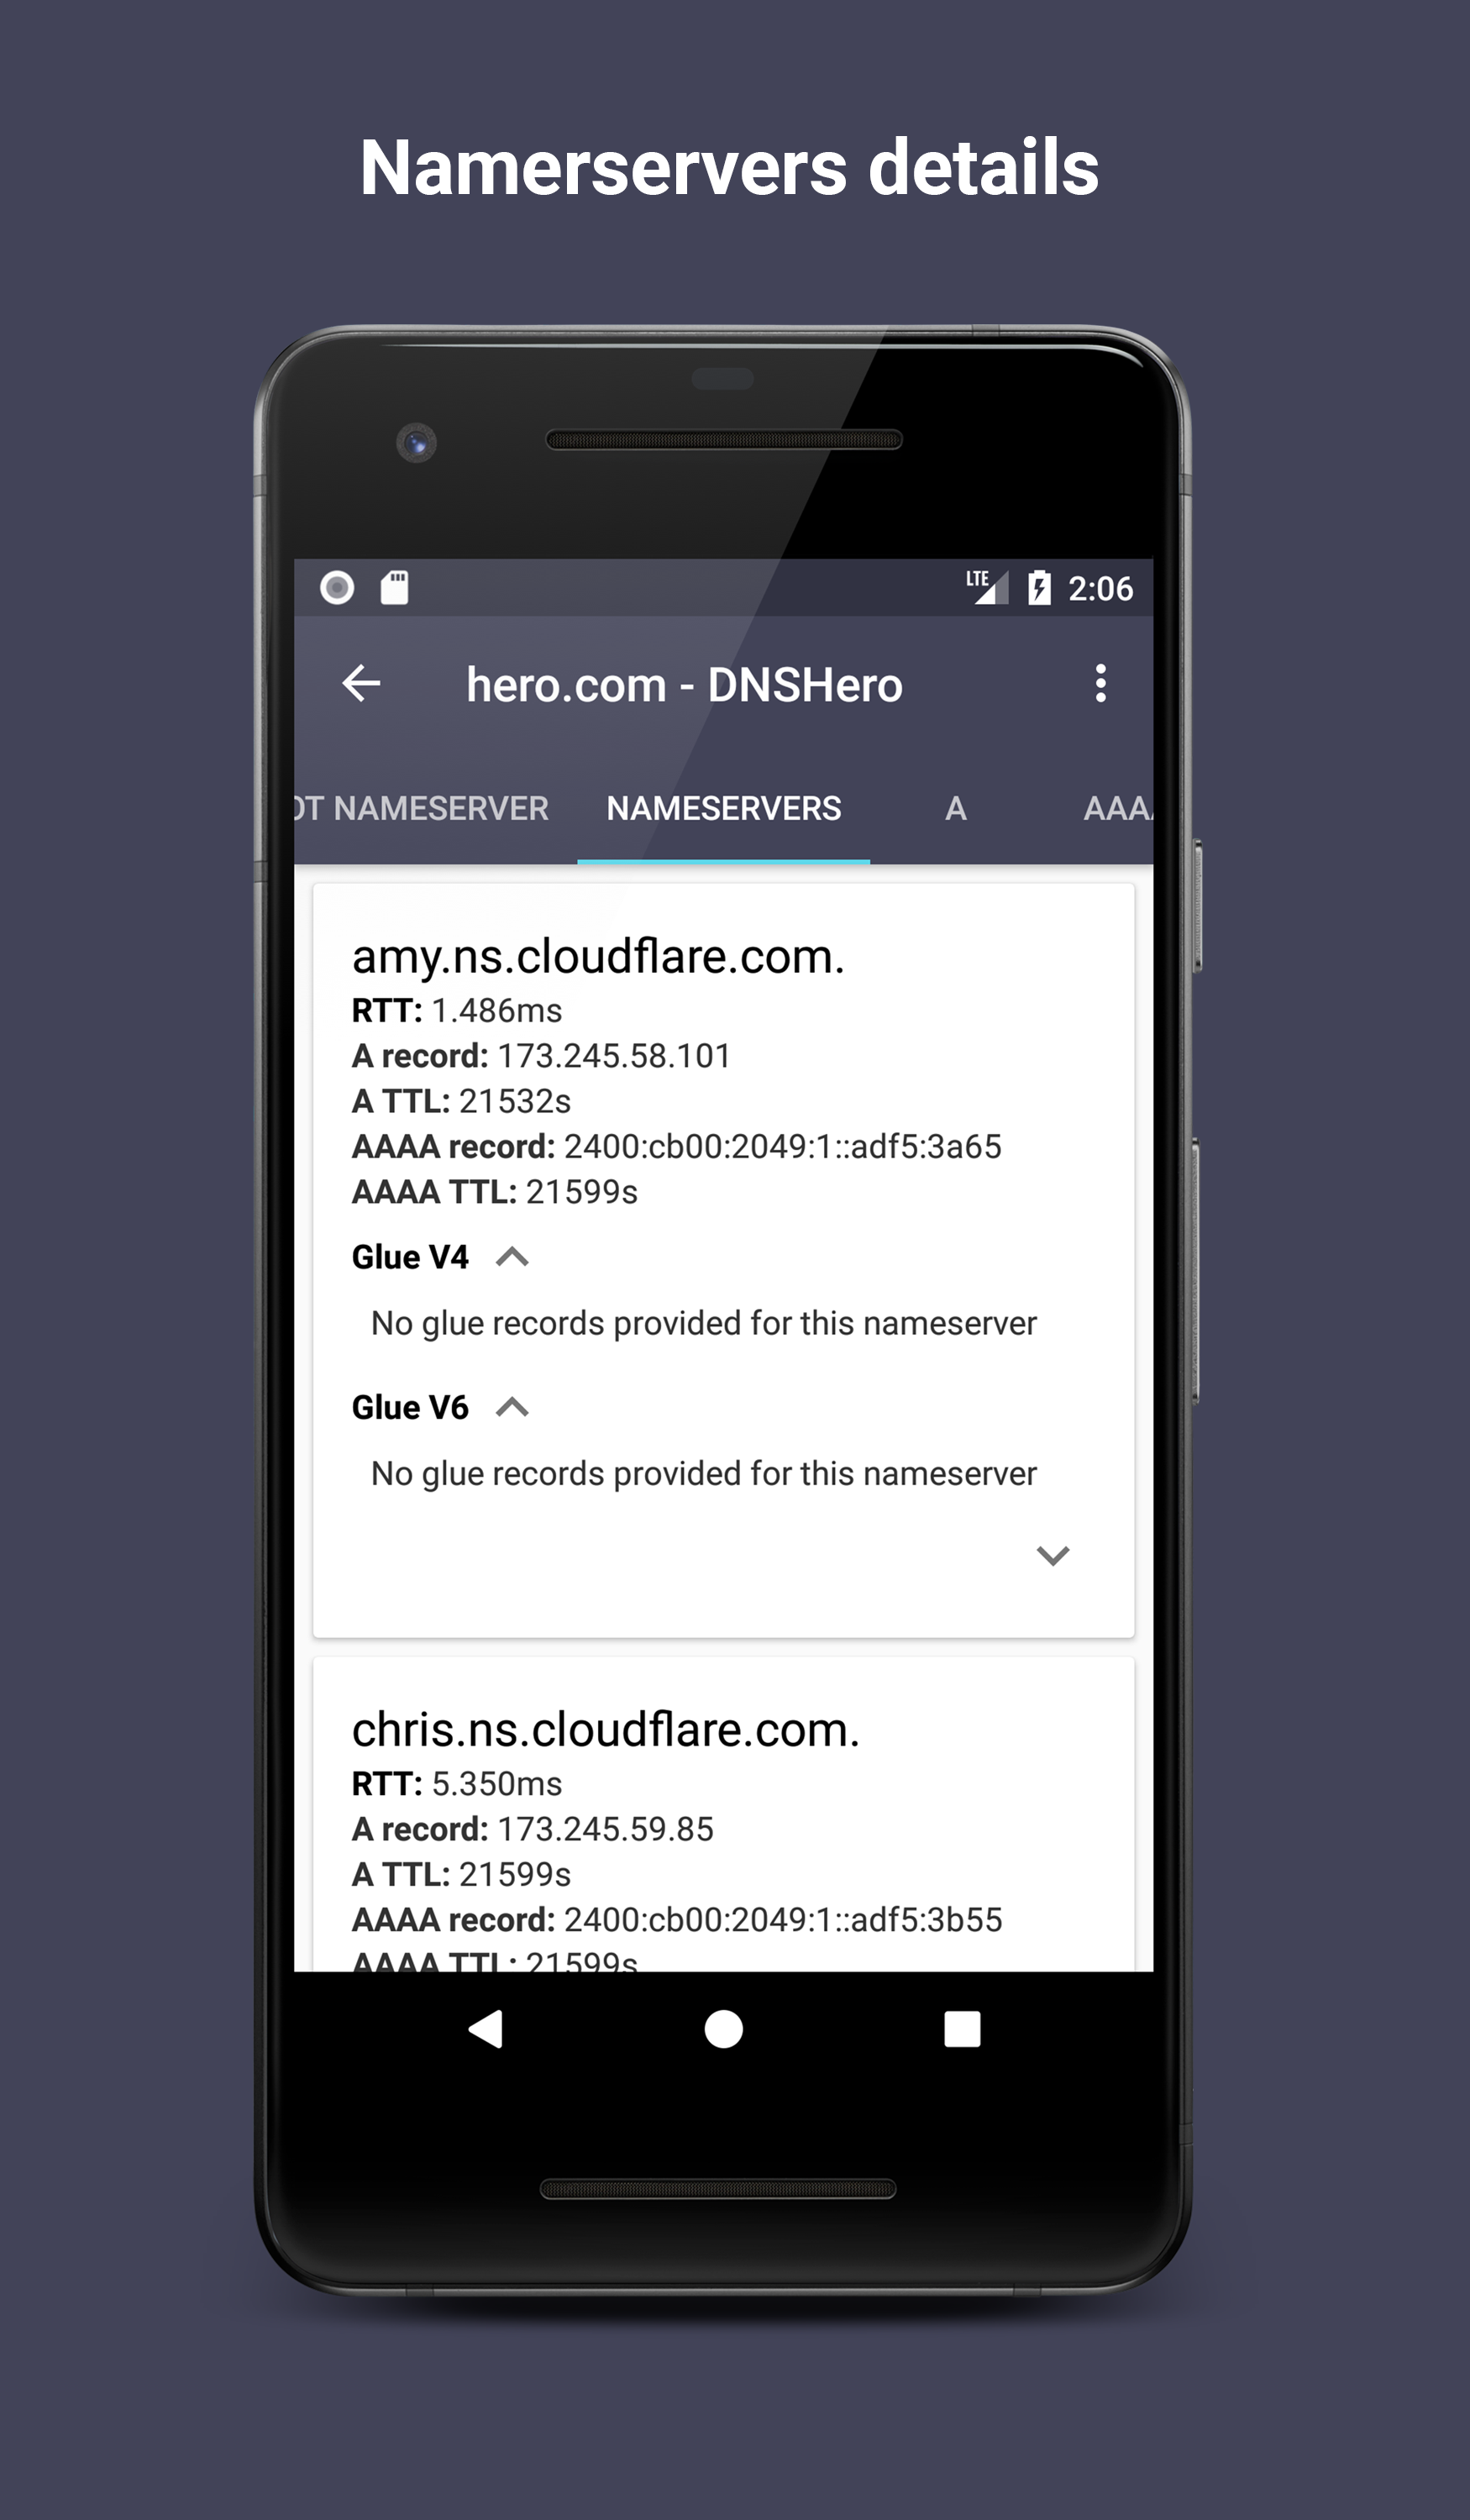 Namerservers details
LTE 2:06
hero.com - DNSHero
OT NAMESERVER NAMESERVERS A AAA
amy.ns.cloudflare.com.
RTT: 1.486ms
A record: 173.245.58.101
A TTL: 21532s
AAAA record: 2400:cb00:2049:1::adf5:3a65
AAAA TTL: 21599s
Glue V4
No glue records provided for this nameserver
Glue V6
No glue records provided for this nameserver
chris.ns.cloudflare.com.
RTT: 5.350ms
A record: 173.245.59.85
A TTL: 21599s
AAAA record: 2400:cb00:2049:1::adf5:3b55
AAAA TTL: 21599s